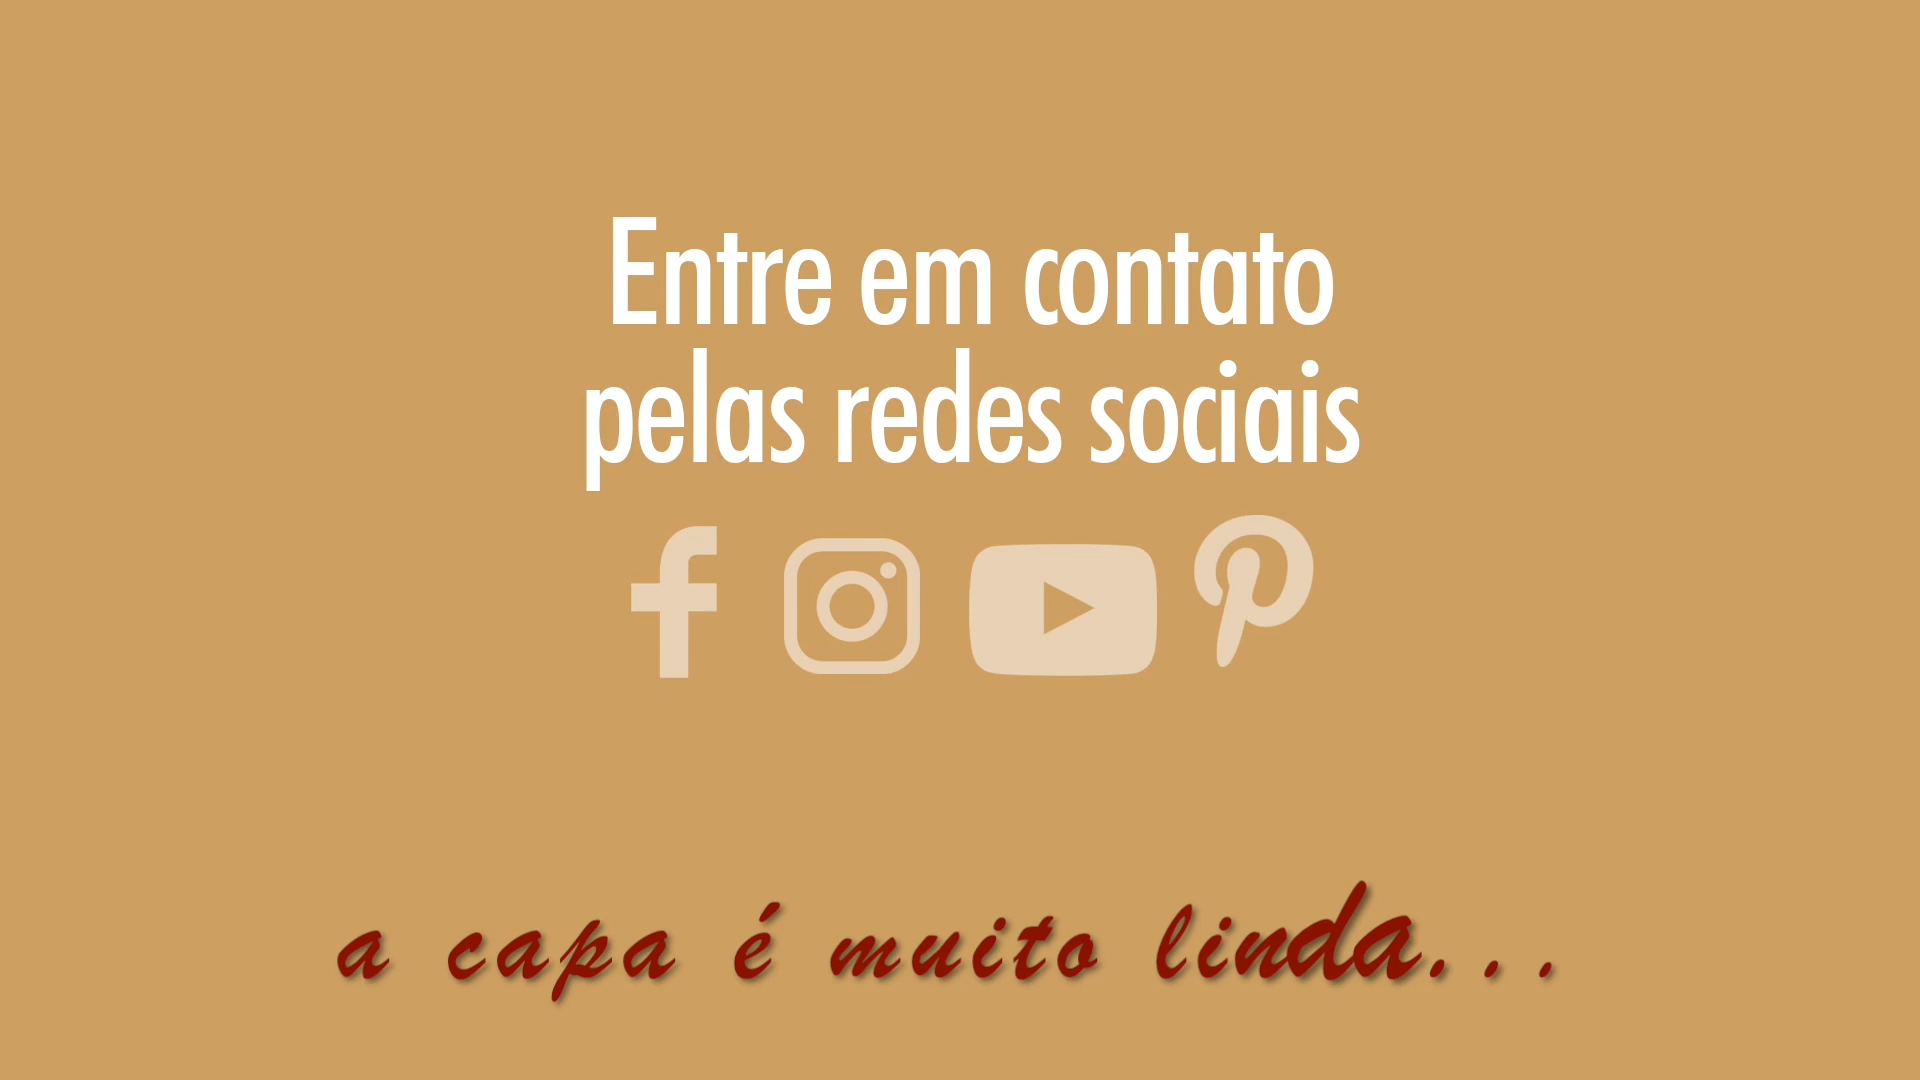 Entre em contato
pelas redes sociais
a capa é muito linda...